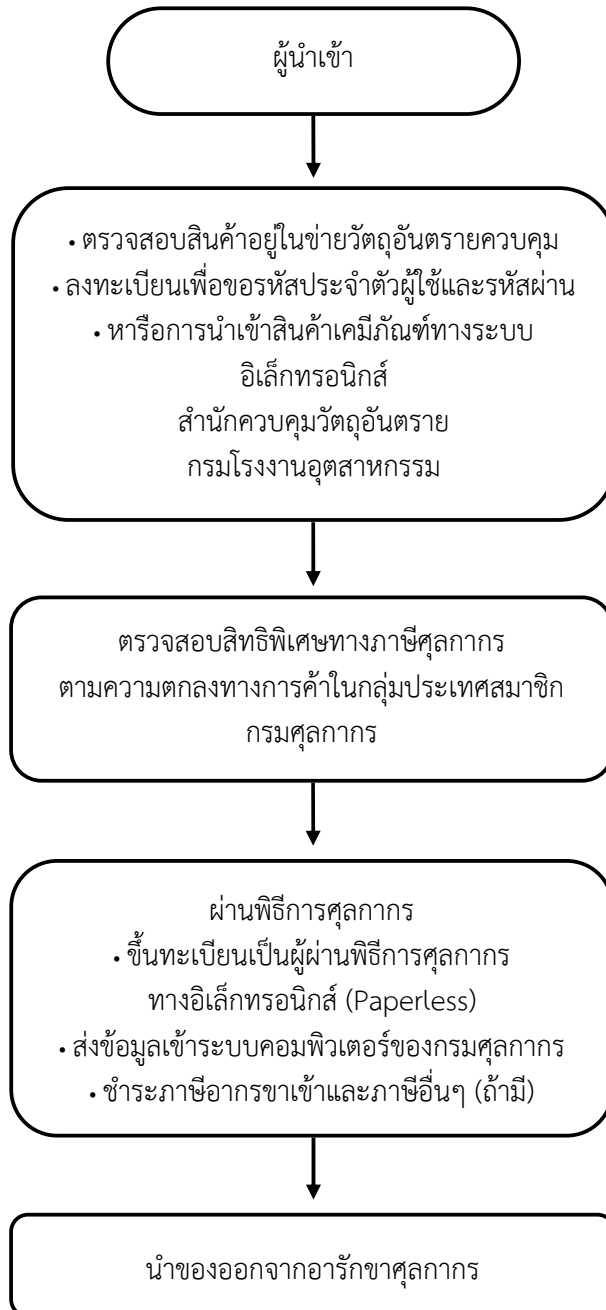 ผู้นำเข้า
• ตรวจสอบสินค้าอยู่ในข่ายวัตถุอันตรายควบคุม
• ลงทะเบียนเพื่อขอรหัสประจำตัวผู้ใช้และรหัสผ่าน
• หารือการนำเข้าสินค้าเคมีภัณฑ์ทางระบบ
อิเล็กทรอนิกส์
สำนักควบคุมวัตถุอันตราย
กรมโรงงานอุตสาหกรรม
ตรวจสอบสิทธิพิเศษทางภาษีศุลกากร
ตามความตกลงทางการค้าในกลุ่มประเทศสมาชิก
กรมศุลกากร
ผ่านพิธีการศุลกากร
• ขึ้นทะเบียนเป็นผู้ผ่านพิธีการศุลกากร
ทางอิเล็กทรอนิกส์ (Paperless)
• ส่งข้อมูลเข้าระบบคอมพิวเตอร์ของกรมศุลกากร
• ชำระภาษีอากรขาเข้าและภาษีอื่นๆ (ถ้ามี)
นำของออกจากอารักขาศุลกากร